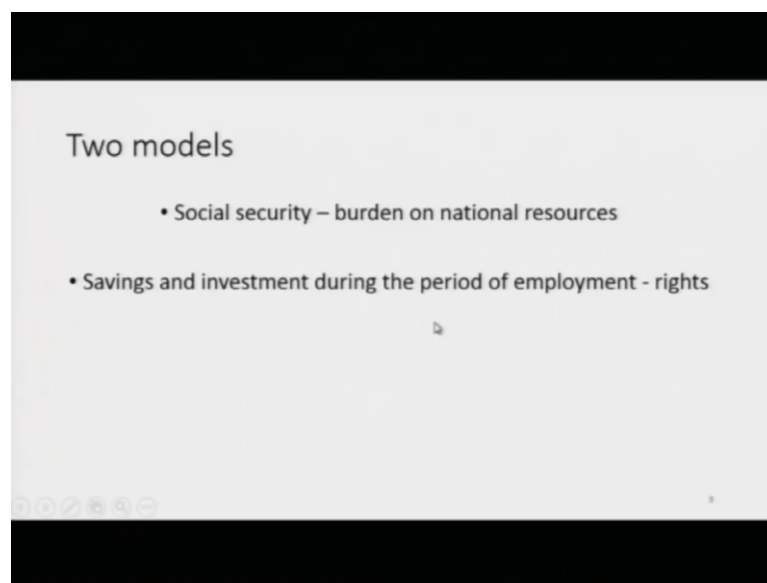 Two models
• Social security – burden on national resources
• Savings and investment during the period of employment - rights